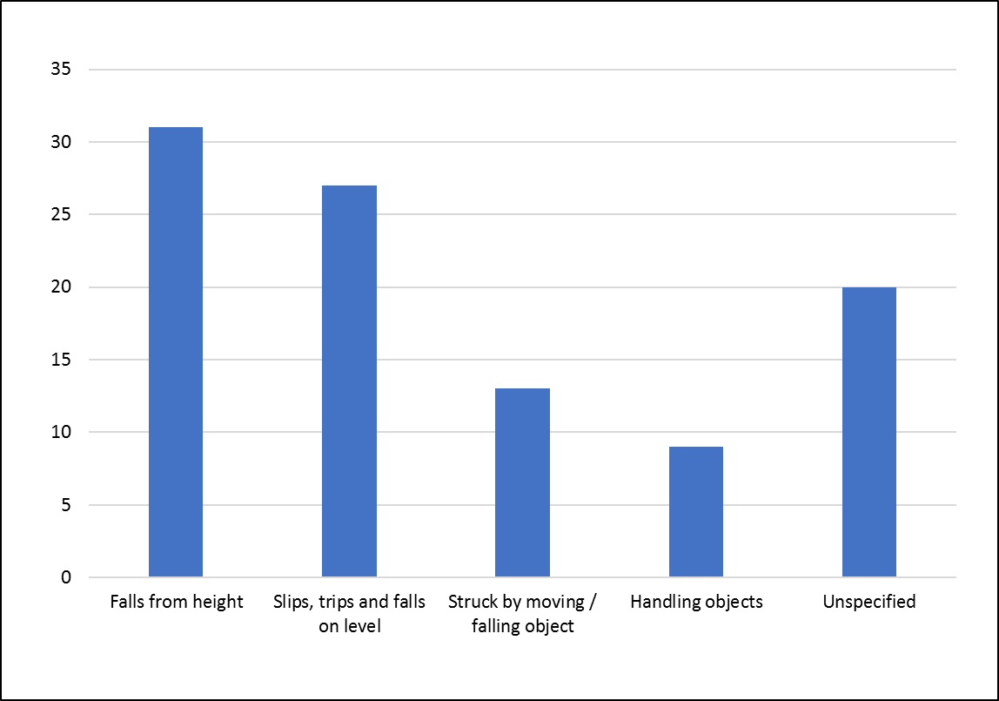 35
30
25
20
15
10
5
0
Falls from height
Slips, trips and falls
on level
Struck by moving /
falling object
Handling objects
Unspecified